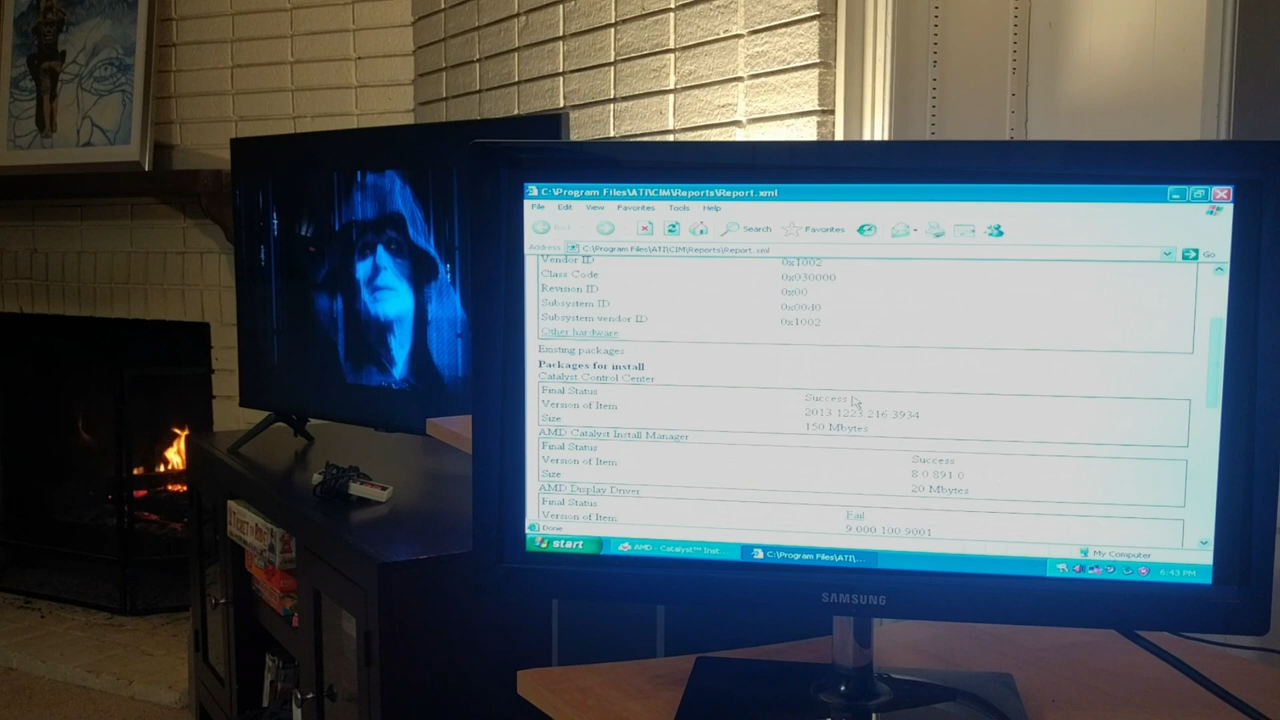 C:\Program Files\ATI\CIM\Reports\Report.xml
File Edit View Favorites Tools Help
Back Search Favorites
Address C:\Program Files\ATI\CIM\Reports\Report.xml Go
Vendor ID 0x1002
Class Code 0x030000
Revision ID 0x00
Subsystem ID 0x00d0
Subsystem vendor ID 0x1002
Other hardware
Existing packages
Packages for install
Catalyst Control Center
Final Status Success
Version of Item 2013.1223.216.3934
Size 150 Mbytes
AMD Catalyst Install Manager
Final Status Success
Version of Item 8.0.891.0
Size 20 Mbytes
AMD Display Driver
Final Status Fail
Version of Item 9.000.100.9001
Done
My Computer
start AMD - Catalyst™ Inst... C:\Program Files\ATI\... 6:43 PM
SAMSUNG
TICKET TO RIDE